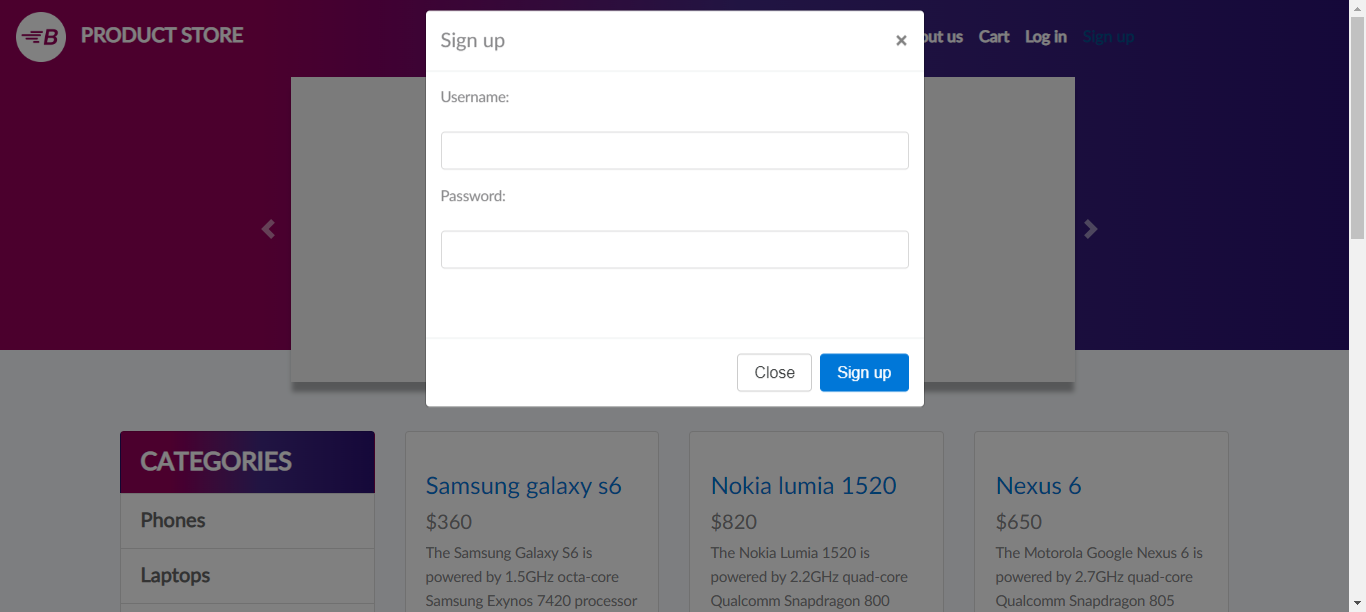 B PRODUCT STORE
out us Cart Log in Sign up
Sign up ×
Username:
Password:
Close Sign up
CATEGORIES
Phones
Laptops
Samsung galaxy s6
$360
The Samsung Galaxy S6 is
powered by 1.5GHz octa-core
Samsung Exynos 7420 processor
Nokia lumia 1520
$820
The Nokia Lumia 1520 is
powered by 2.2GHz quad-core
Qualcomm Snapdragon 800
Nexus 6
$650
The Motorola Google Nexus 6 is
powered by 2.7GHz quad-core
Qualcomm Snapdragon 805